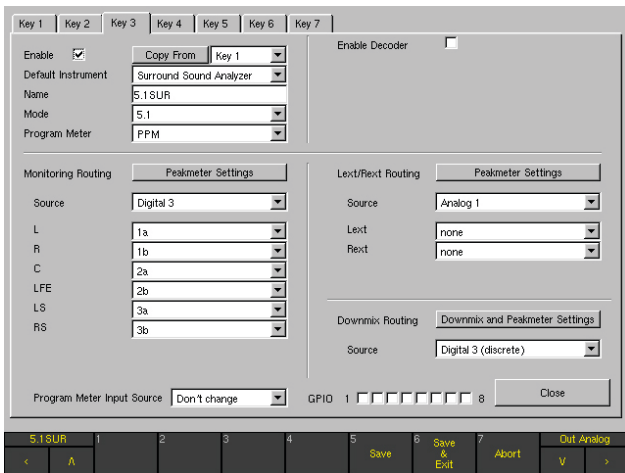 Key 1 Key 2 Key 3 Key 4 Key 5 Key 6 Key 7
Enable Copy From Key 1
Default Instrument Surround Sound Analyzer
Name 5.1SUR
Mode 5.1
Program Meter PPM
Enable Decoder
Monitoring Routing Peakmeter Settings
Source Digital 3
L 1a
R 1b
C 2a
LFE 2b
LS 3a
RS 3b
Lext/Rext Routing Peakmeter Settings
Source Analog 1
Lext none
Rext none
Downmix Routing Downmix and Peakmeter Settings
Source Digital 3 (discrete)
Program Meter Input Source Don't change GPIO 1 8 Close
5.1SUR 1 2 3 4 5 Save 6 Save & Exit 7 Abort Out Analog
< Λ V >